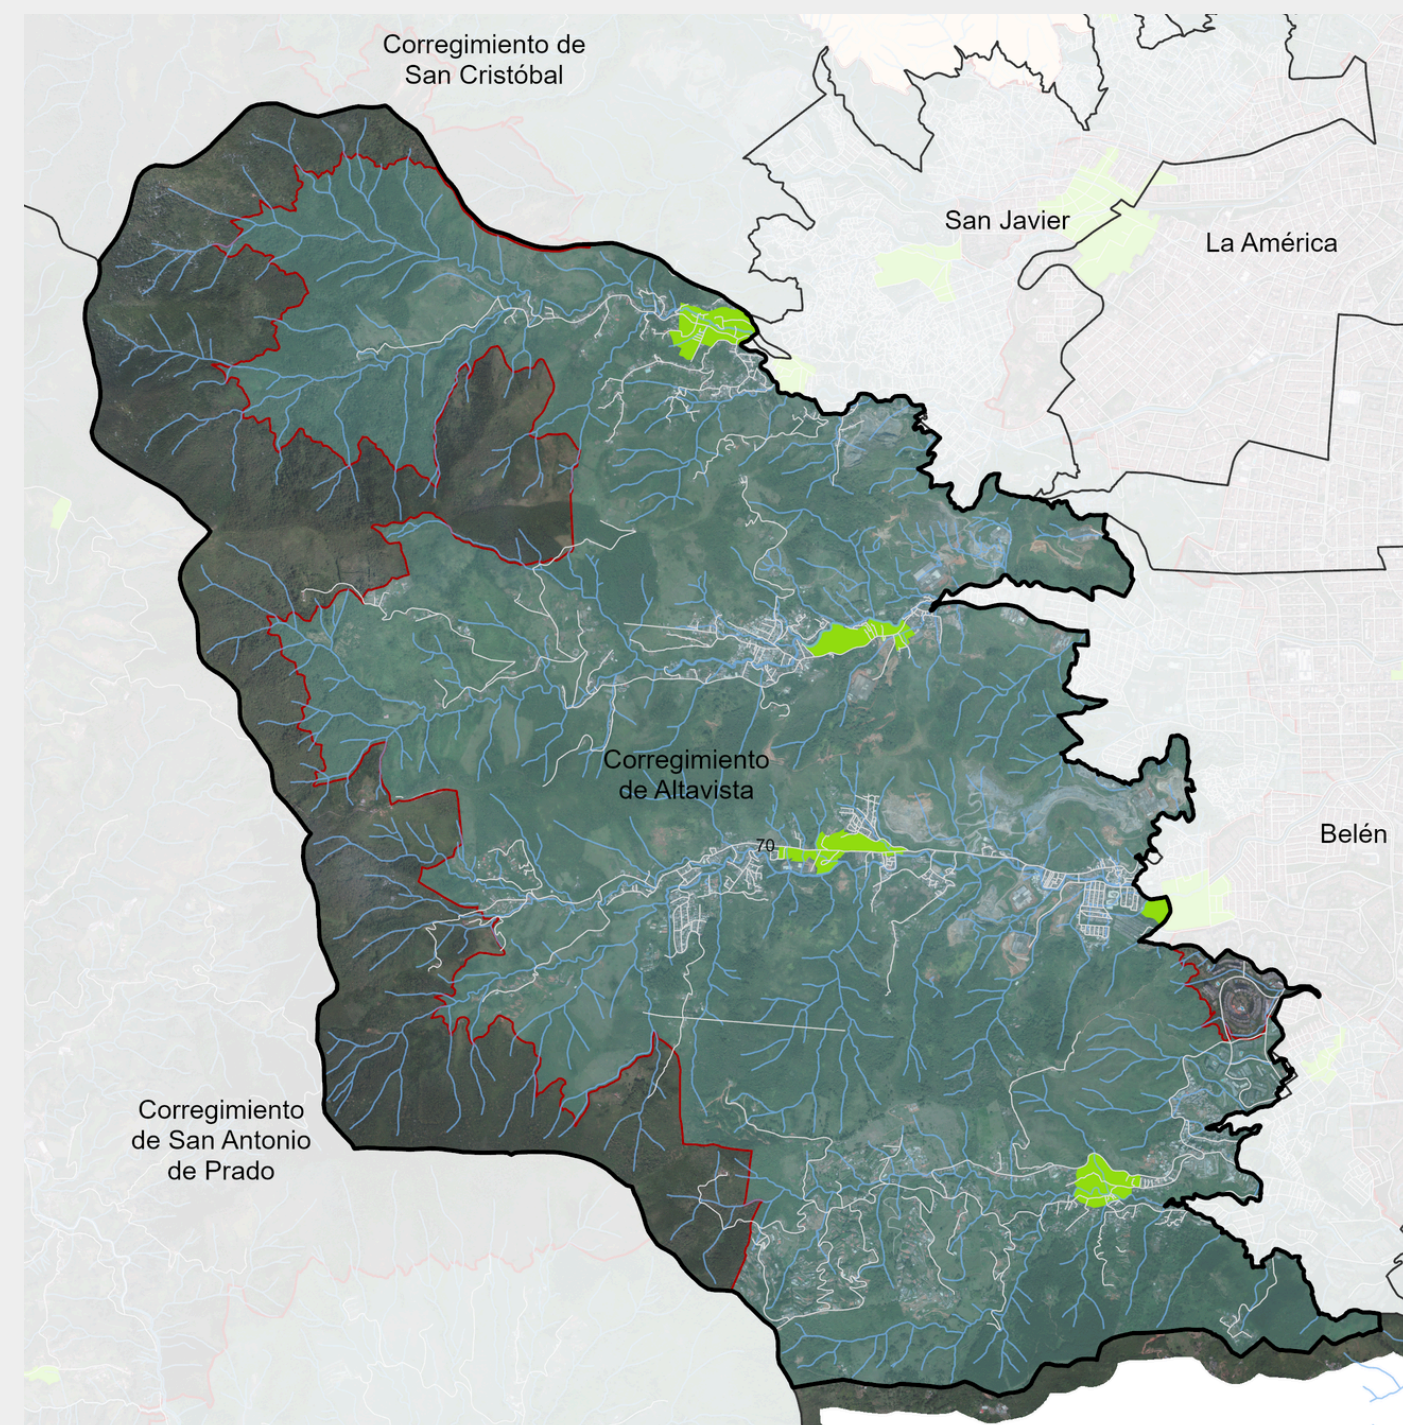 Corregimiento de
San Cristóbal
San Javier
La América
Corregimiento
de Altavista
70
Belén
Corregimiento
de San Antonio
de Prado